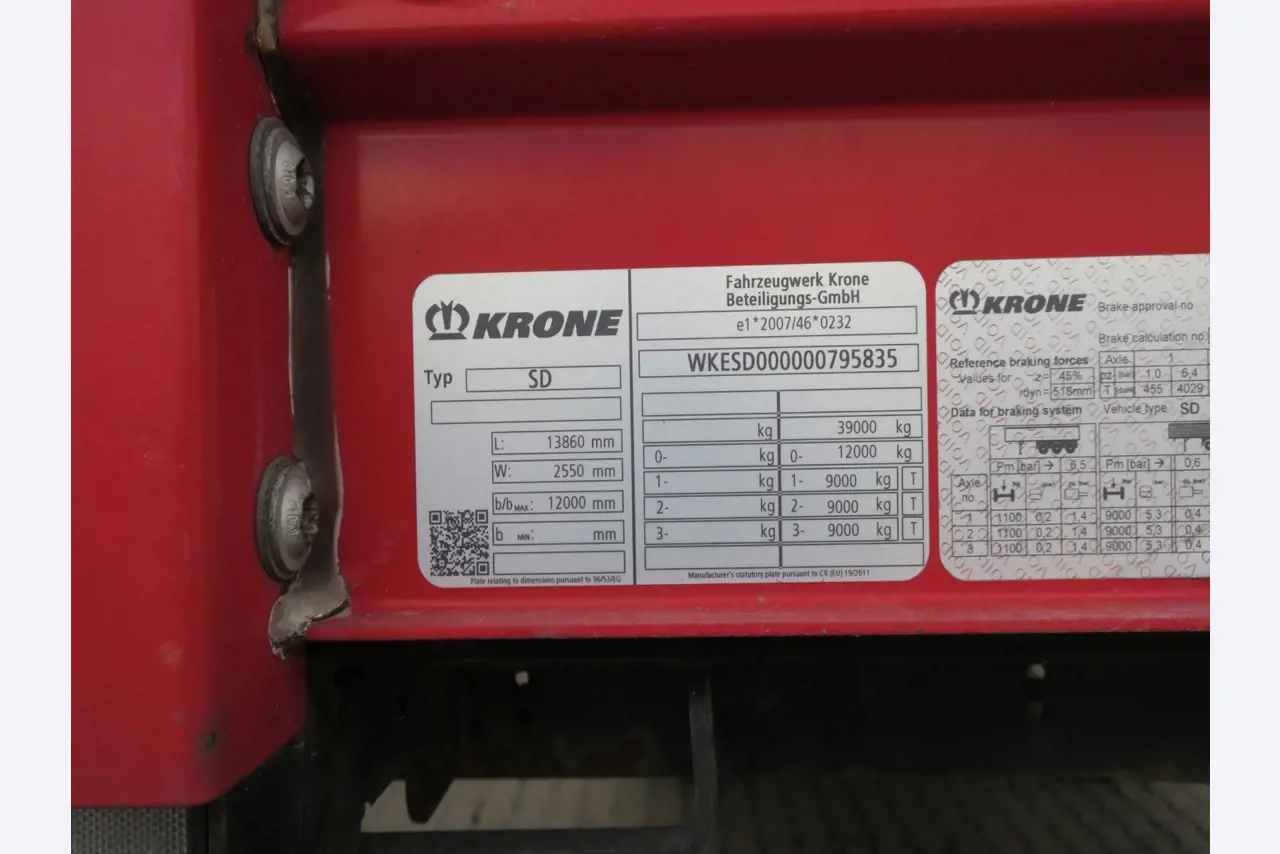 KRONE
Typ SD
L: 13860 mm
W: 2550 mm
b/b MAX.: 12000 mm
b MIN.: mm
Plate relating to dimensions pursuant to 96/53/EG
Fahrzeugwerk Krone
Beteiligungs-GmbH
e1*2007/46*0232
WKESD000000795835
kg 39000 kg
0- kg 0- 12000 kg
1- kg 1- 9000 kg T
2- kg 2- 9000 kg T
3- kg 3- 9000 kg T
Manufacturer's statutory plate pursuant to CR (EU) 19/2011
KRONE Brake approval no
Brake calculation no
Reference braking forces Axle 1
Values for z= 45% pz 1,0 6,4
rdyn= 518mm T 455 4029
Data for braking system Vehicle type SD
Pm [bar] → 6,5 Pm [bar] → 0,6
Axle no.
1 1100 0,2 1,4 9000 5,3 0,4
2 1100 0,2 1,4 9000 5,3 0,4
3 1100 0,2 1,4 9000 5,3 0,4